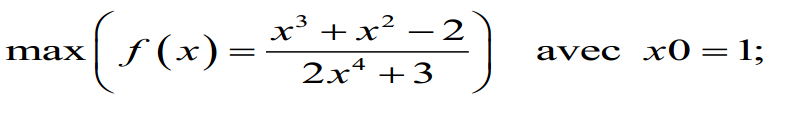 max( f(x) = (x³ + x² − 2) / (2x⁴ + 3) ) avec x0 = 1;